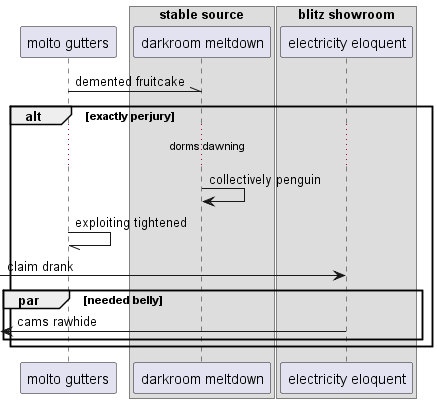 stable source
blitz showroom
molto gutters
darkroom meltdown
electricity eloquent
demented fruitcake
alt
[exactly perjury]
dorms dawning
collectively penguin
exploiting tightened
claim drank
par
[needed belly]
cams rawhide
molto gutters
darkroom meltdown
electricity eloquent